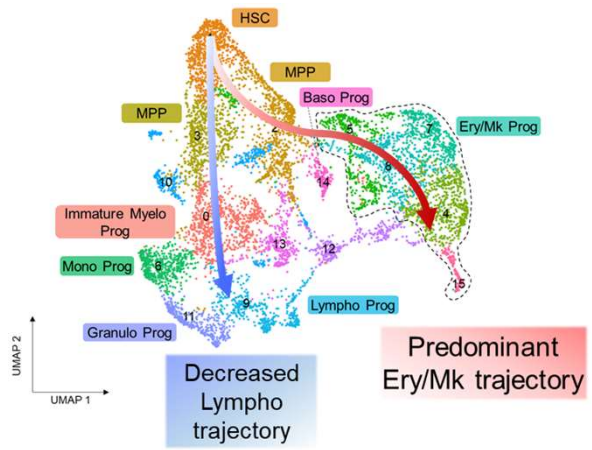 HSC
MPP
Baso Prog
MPP
Ery/Mk Prog
5
7
2
3
8
10
14
Immature Myelo
Prog
0
4
13
12
Mono Prog
6
15
9
Lympho Prog
11
Granulo Prog
UMAP 2
UMAP 1
Decreased
Lympho
trajectory
Predominant
Ery/Mk trajectory